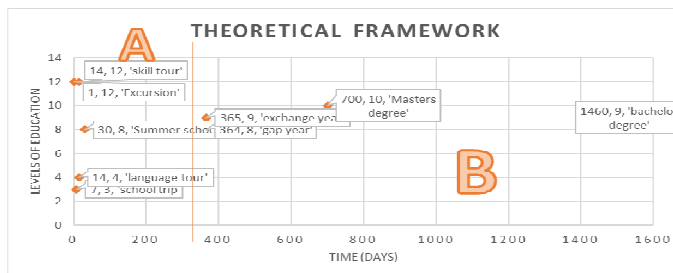 THEORETICAL FRAMEWORK
A
B
LEVELS OF EDUCATION
14
12
10
8
6
4
2
0
14, 12, 'skill tour'
1, 12, 'Excursion'
700, 10, 'Masters
degree'
365, 9, 'exchange yea
1460, 9, 'bachelo
degree'
30, 8, 'Summer schoo
364, 8, 'gap year'
14, 4, 'language tour'
7, 3, 'school trip
0 200 400 600 800 1000 1200 1400 1600
TIME (DAYS)